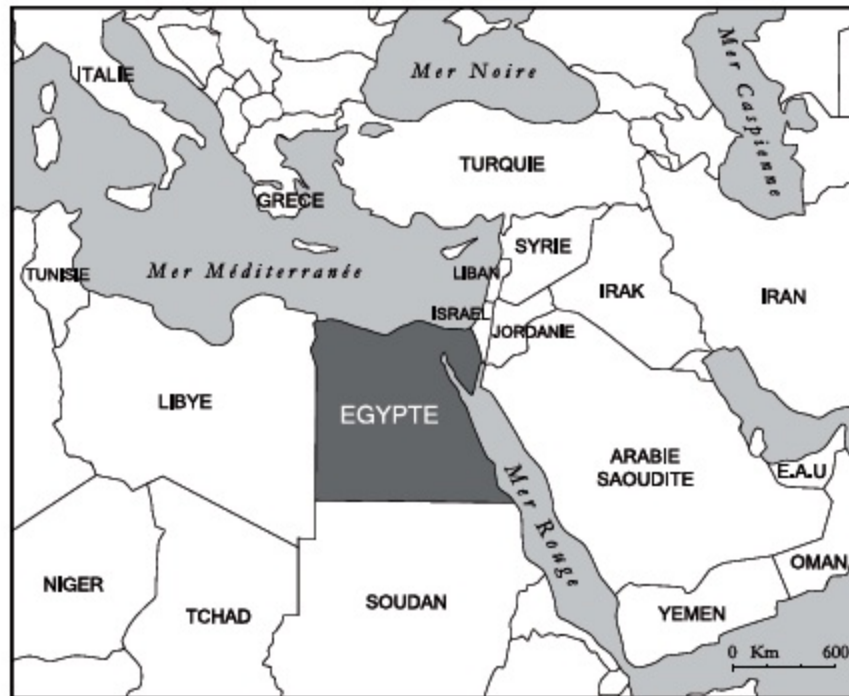 ITALIE
Mer Noire
Mer Caspienne
TURQUIE
GRECE
SYRIE
TUNISIE
Mer Méditerranée
LIBAN
IRAK
IRAN
ISRAEL
JORDANIE
LIBYE
EGYPTE
ARABIE
SAOUDITE
E.A.U
Mer Rouge
OMAN
NIGER
TCHAD
SOUDAN
YEMEN
0 Km 600